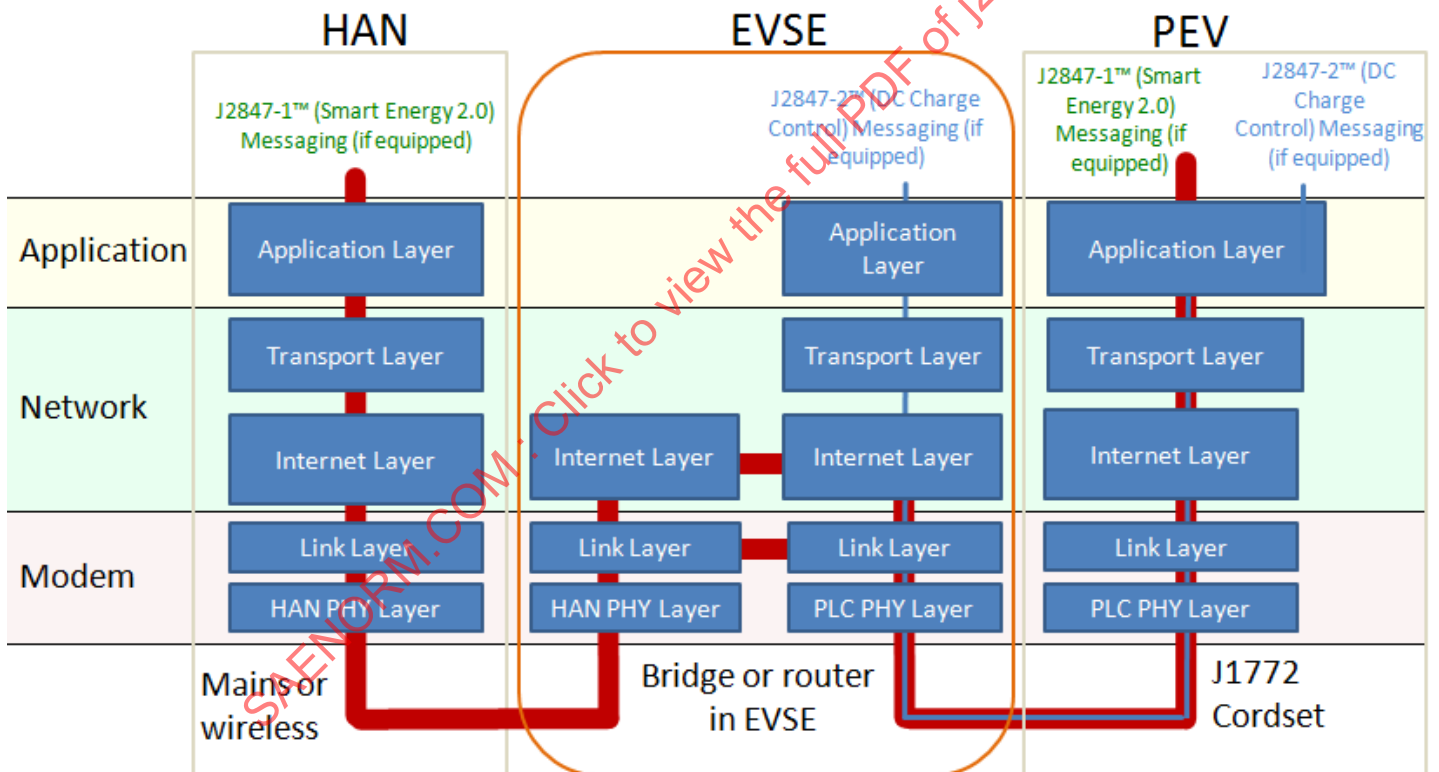 HAN
EVSE
PEV
J2847-1™ (Smart Energy 2.0)
Messaging (if equipped)
J2847-2™ (DC Charge
Control) Messaging (if
equipped)
J2847-1™ (Smart
Energy 2.0)
Messaging (if
equipped)
J2847-2™ (DC
Charge
Control) Messaging
(if equipped)
Application
Application Layer
Application
Layer
Application Layer
Network
Transport Layer
Transport Layer
Transport Layer
Internet Layer
Internet Layer
Internet Layer
Internet Layer
Modem
Link Layer
Link Layer
Link Layer
Link Layer
HAN PHY Layer
HAN PHY Layer
PLC PHY Layer
PLC PHY Layer
Mains or
wireless
Bridge or router
in EVSE
J1772
Cordset
SAENORM.COM : Click to view the full PDF of